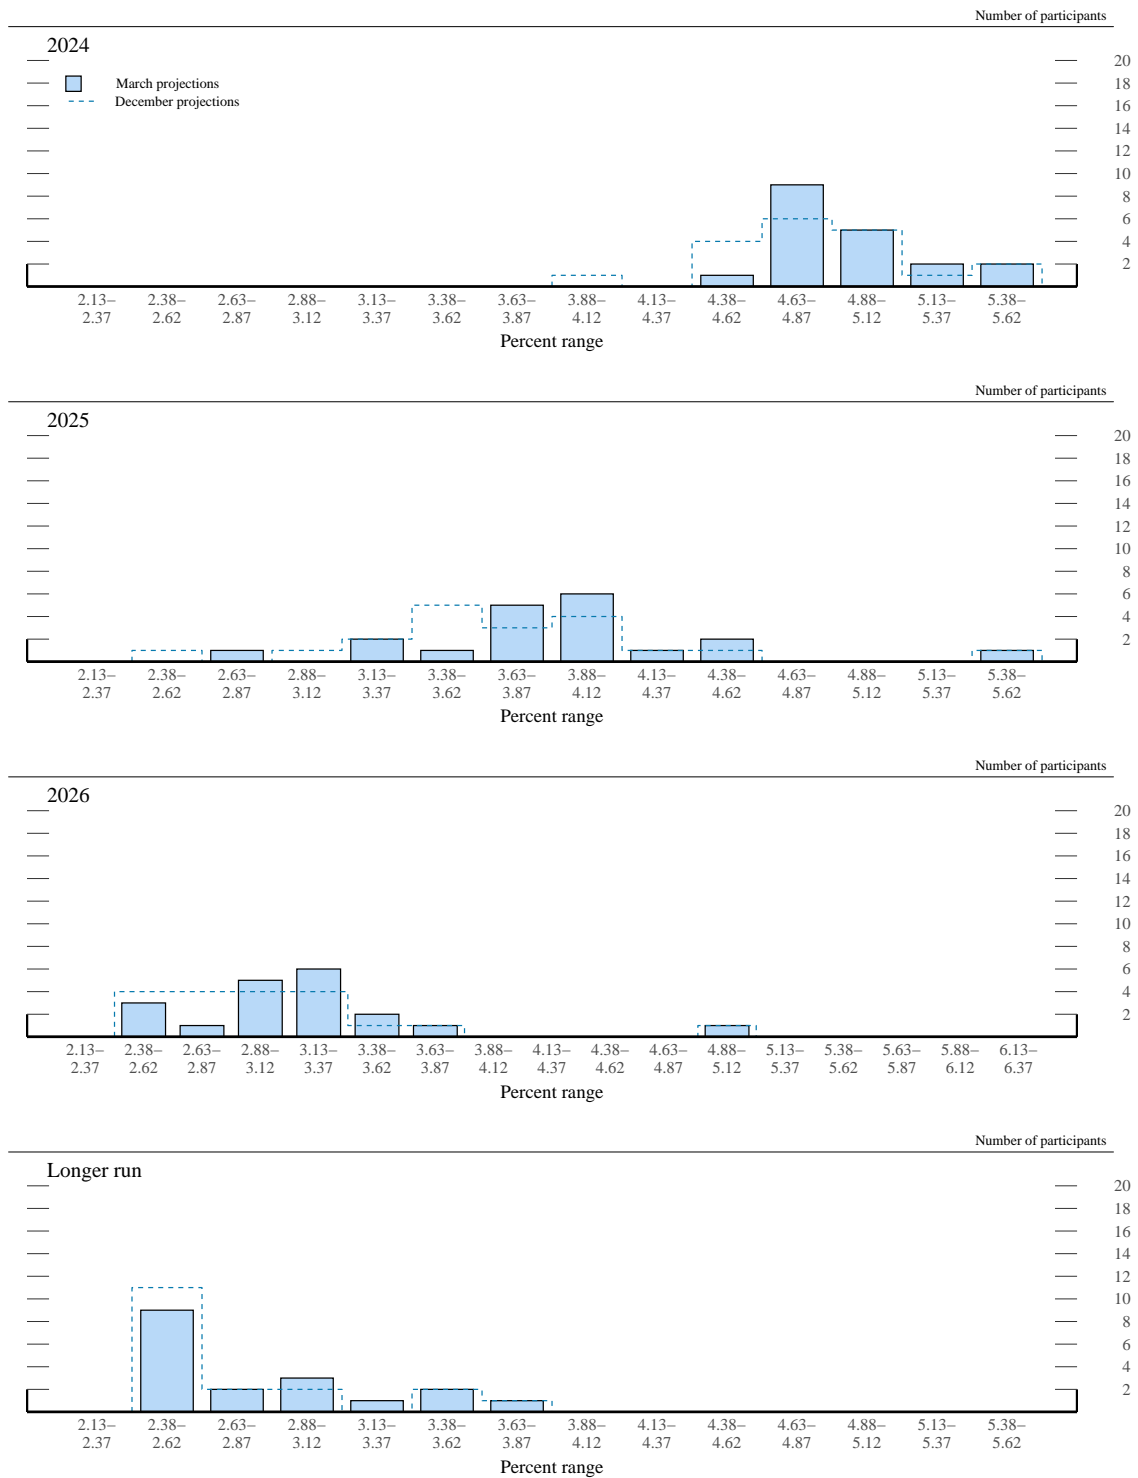 Number of participants
2024
March projections
December projections
20
18
16
14
12
10
8
6
4
2
2.13– 2.38– 2.63– 2.88– 3.13– 3.38– 3.63– 3.88– 4.13– 4.38– 4.63– 4.88– 5.13– 5.38–
2.37 2.62 2.87 3.12 3.37 3.62 3.87 4.12 4.37 4.62 4.87 5.12 5.37 5.62
Percent range
Number of participants
2025
20
18
16
14
12
10
8
6
4
2
2.13– 2.38– 2.63– 2.88– 3.13– 3.38– 3.63– 3.88– 4.13– 4.38– 4.63– 4.88– 5.13– 5.38–
2.37 2.62 2.87 3.12 3.37 3.62 3.87 4.12 4.37 4.62 4.87 5.12 5.37 5.62
Percent range
Number of participants
2026
20
18
16
14
12
10
8
6
4
2
2.13– 2.38– 2.63– 2.88– 3.13– 3.38– 3.63– 3.88– 4.13– 4.38– 4.63– 4.88– 5.13– 5.38– 5.63– 5.88– 6.13–
2.37 2.62 2.87 3.12 3.37 3.62 3.87 4.12 4.37 4.62 4.87 5.12 5.37 5.62 5.87 6.12 6.37
Percent range
Number of participants
Longer run
20
18
16
14
12
10
8
6
4
2
2.13– 2.38– 2.63– 2.88– 3.13– 3.38– 3.63– 3.88– 4.13– 4.38– 4.63– 4.88– 5.13– 5.38–
2.37 2.62 2.87 3.12 3.37 3.62 3.87 4.12 4.37 4.62 4.87 5.12 5.37 5.62
Percent range